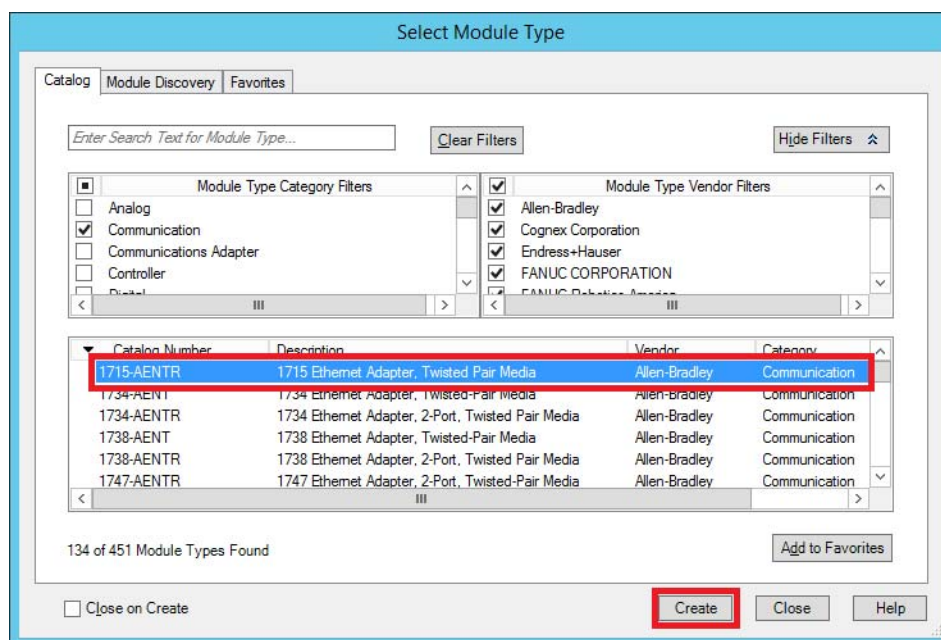 Select Module Type
Catalog Module Discovery Favorites
Enter Search Text for Module Type...
Clear Filters
Hide Filters
Module Type Category Filters
Analog
Communication
Communications Adapter
Controller
Digital
Module Type Vendor Filters
Allen-Bradley
Cognex Corporation
Endress+Hauser
FANUC CORPORATION
FANUC Robotics America
Catalog Number Description Vendor Category
1715-AENTR 1715 Ethernet Adapter, Twisted Pair Media Allen-Bradley Communication
1734-AENT 1734 Ethernet Adapter, Twisted-Pair Media Allen-Bradley Communication
1734-AENTR 1734 Ethernet Adapter, 2-Port, Twisted Pair Media Allen-Bradley Communication
1738-AENT 1738 Ethernet Adapter, Twisted-Pair Media Allen-Bradley Communication
1738-AENTR 1738 Ethernet Adapter, 2-Port, Twisted Pair Media Allen-Bradley Communication
1747-AENTR 1747 Ethernet Adapter, 2-Port, Twisted-Pair Media Allen-Bradley Communication
134 of 451 Module Types Found
Add to Favorites
Close on Create
Create
Close
Help